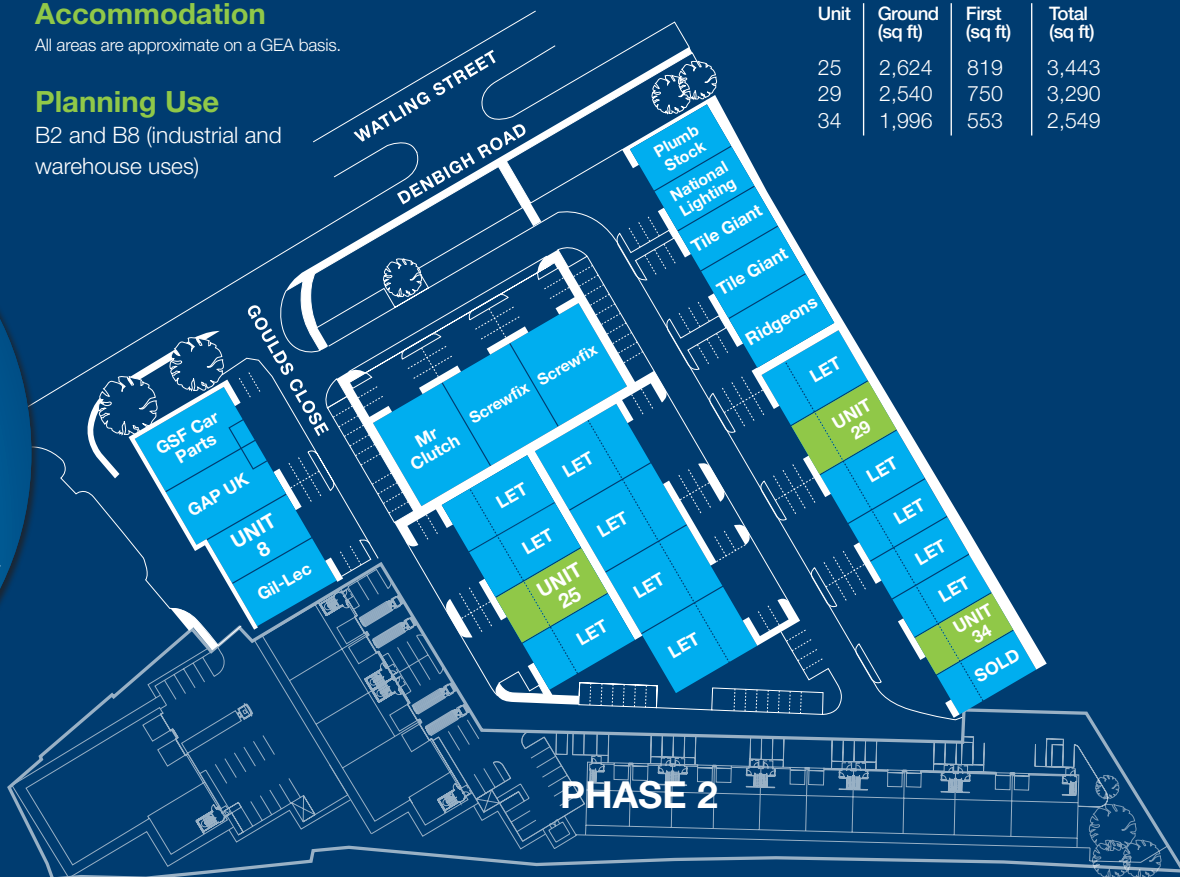 Accommodation
All areas are approximate on a GEA basis.
Planning Use
B2 and B8 (industrial and
warehouse uses)
Unit Ground (sq ft) First (sq ft) Total (sq ft)
25 2,624 819 3,443
29 2,540 750 3,290
34 1,996 553 2,549
WATLING STREET
DENBIGH ROAD
GOULDS CLOSE
Plumb
Stock
National
Lighting
Tile Giant
Tile Giant
Ridgeons
LET
UNIT
29
LET
LET
LET
LET
UNIT
34
SOLD
Mr
Clutch
Screwfix
Screwfix
LET
LET
UNIT
25
LET
LET
LET
LET
LET
GSF Car
Parts
GAP UK
UNIT
8
Gil-Lec
PHASE 2